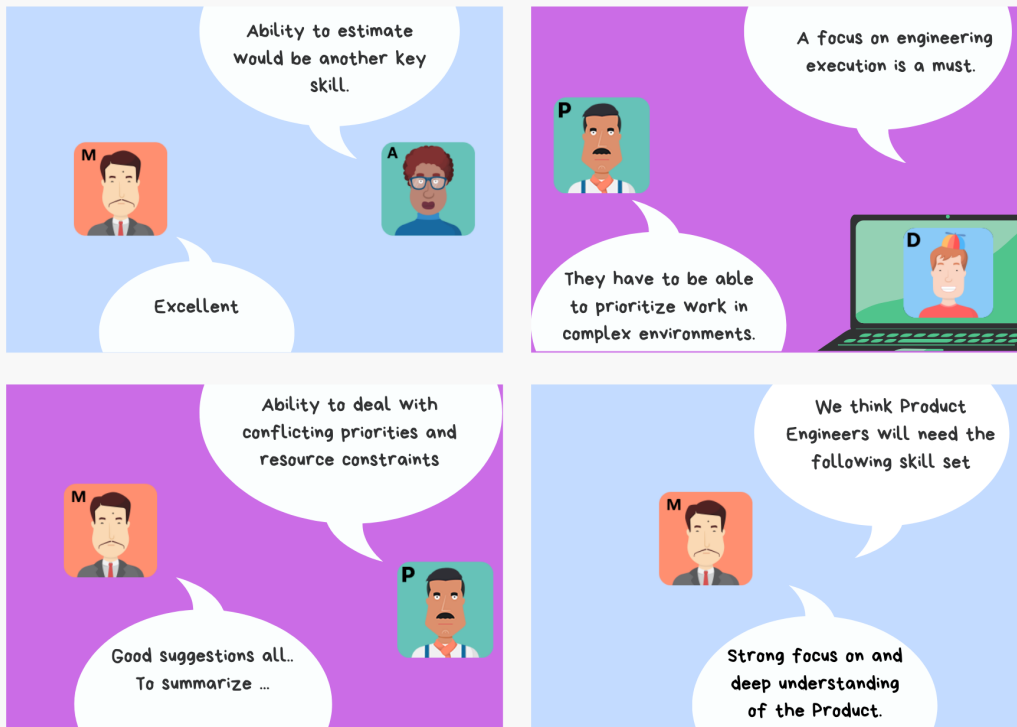 Ability to estimate
would be another key
skill.
M
A
Excellent
A focus on engineering
execution is a must.
P
D
They have to be able
to prioritize work in
complex environments.
Ability to deal with
conflicting priorities and
resource constraints
M
P
Good suggestions all..
To summarize ...
We think Product
Engineers will need the
following skill set
M
Strong focus on and
deep understanding
of the Product.